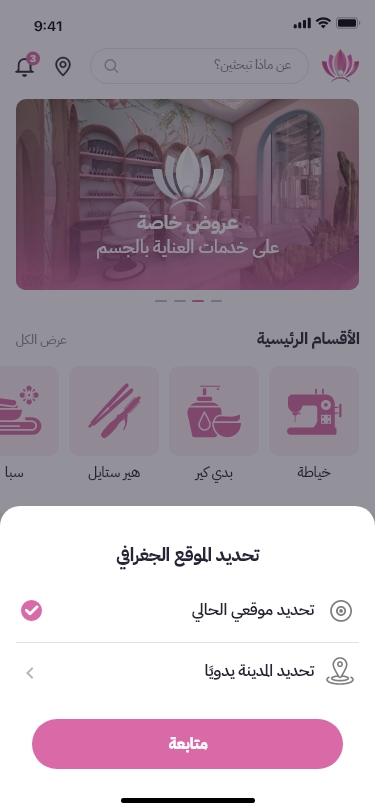 9:41
عن ماذا تبحثين؟
3
عروض خاصة
على خدمات العناية بالجسم
الأقسام الرئيسية
عرض الكل
خياطة
بدي كير
هير ستايل
سبا
تحديد الموقع الجغرافي
تحديد موقعي الحالي
تحديد المدينة يدويًا
متابعة